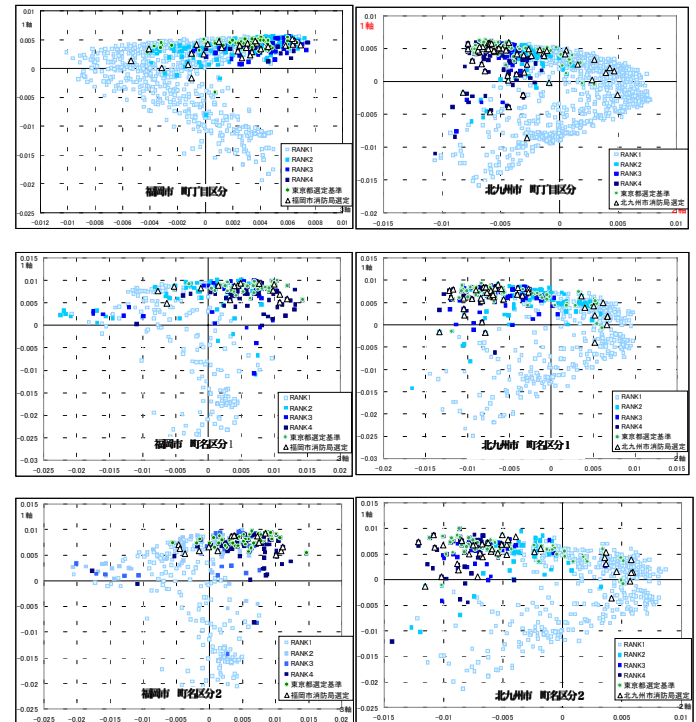 0.01
1軸
0.005
0
-0.005
-0.01
-0.015
-0.02
-0.025
-0.012 -0.01 -0.008 -0.006 -0.004 -0.002 0 0.002 0.004 0.006 0.008 0.01
3軸
福岡市 町丁目区分
RANK1
RANK2
RANK3
RANK4
東京都選定基準
福岡市消防局選定
0.01
1軸
0.005
0
-0.005
-0.01
-0.015
-0.02
-0.015 -0.01 -0.005 0 0.005 0.01
2軸
北九州市 町丁目区分
RANK1
RANK2
RANK3
RANK4
東京都選定基準
北九州市消防局選定
0.015
1軸
0.01
0.005
0
-0.005
-0.01
-0.015
-0.02
-0.025
-0.03
-0.025 -0.02 -0.015 -0.01 -0.005 0 0.005 0.01 0.015 0.02
3軸
福岡市 町名区分1
RANK1
RANK2
RANK3
RANK4
東京都選定基準
福岡市消防局選定
0.015
1軸
0.01
0.005
0
-0.005
-0.01
-0.015
-0.02
-0.025
-0.03
-0.02 -0.015 -0.01 -0.005 0 0.005 0.01 0.015
2軸
北九州市 町名区分1
RANK1
RANK2
RANK3
RANK4
東京都選定基準
北九州市消防局選定
0.015
1軸
0.01
0.005
0
-0.005
-0.01
-0.015
-0.02
-0.025
-0.025 -0.02 -0.015 -0.01 -0.005 0 0.005 0.01 0.015 0.02
3軸
福岡市 町名区分2
RANK1
RANK2
RANK3
RANK4
東京都選定基準
福岡市消防局選定
0.015
1軸
0.01
0.005
0
-0.005
-0.01
-0.015
-0.02
-0.025
-0.015 -0.01 -0.005 0 0.005 0.01
2軸
北九州市 町名区分2
RANK1
RANK2
RANK3
RANK4
東京都選定基準
北九州市消防局選定